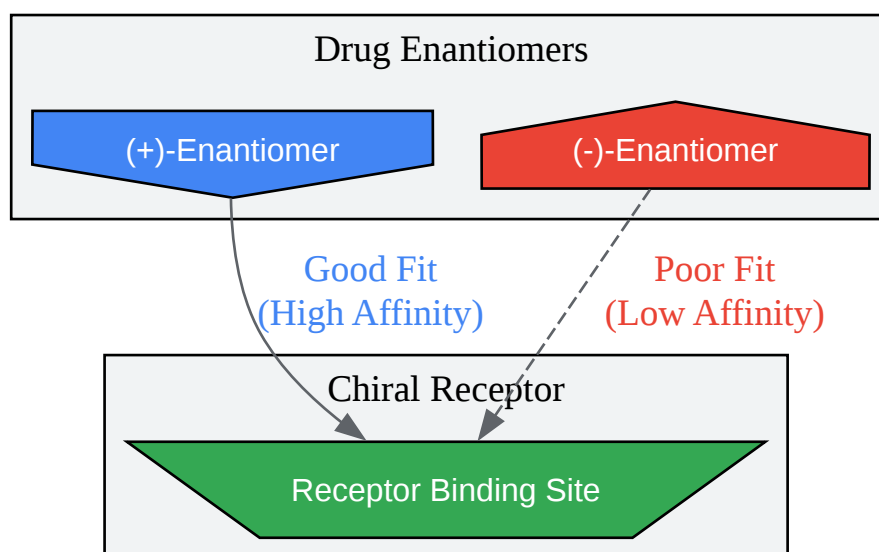 Drug Enantiomers
(+)-Enantiomer
(-)-Enantiomer
Good Fit
(High Affinity)
Poor Fit
(Low Affinity)
Chiral Receptor
Receptor Binding Site